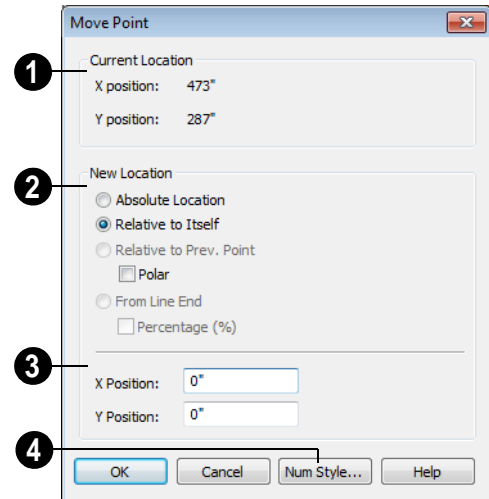 Move Point
1
Current Location
X position: 473"
Y position: 287"
2
New Location
Absolute Location
Relative to Itself
Relative to Prev. Point
Polar
From Line End
Percentage (%)
3
X Position: 0"
Y Position: 0"
4
OK Cancel Num Style... Help